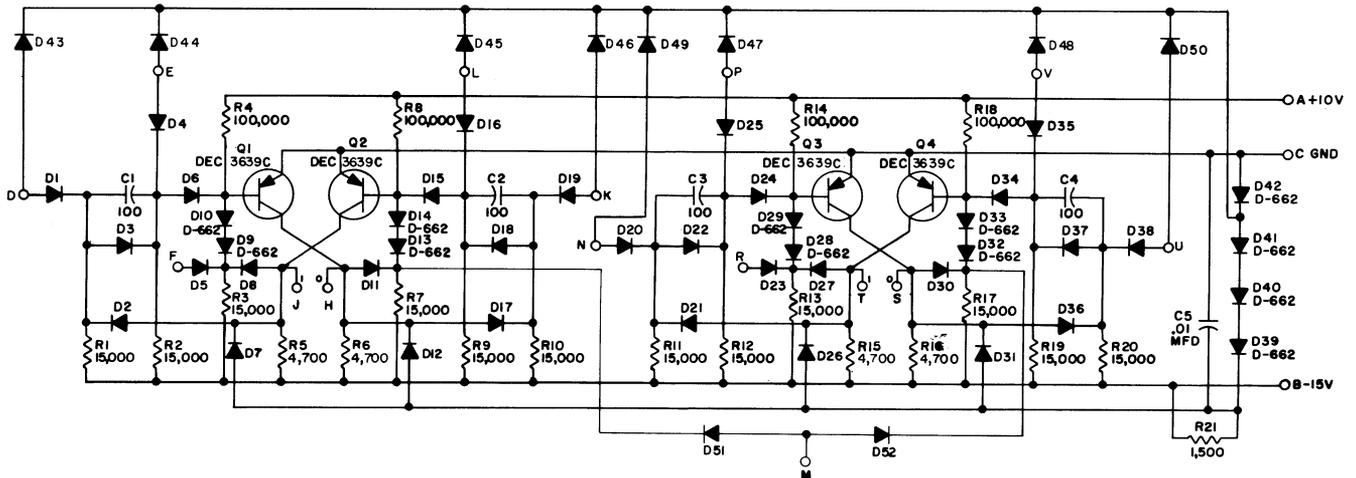 D43
D44
D45
D46
D49
D47
D48
D50
E
L
P
V
R4
100,000
R8
100,000
R14
100,000
R18
100,000
A+10V
D4
D16
D25
D35
Q1
DEC 3639C
Q2
DEC 3639C
Q3
DEC 3639C
Q4
DEC 3639C
C GND
D
D1
C1
100
D6
D15
C2
100
D19
K
C3
100
D24
D34
C4
100
D42
D-662
D10
D-662
D14
D-662
D29
D-662
D33
D-662
D3
D9
D-662
D13
D-662
D18
N
D20
D22
D28
D-662
D32
D-662
D37
D38
U
D41
D-662
F
D5
D8
1
J
0
H
D11
R
D23
D27
1
T
0
S
D30
D40
D-662
R3
15,000
R7
15,000
R13
15,000
R17
15,000
D2
D17
D21
D36
C5
.01
MFD
D39
D-662
R1
15,000
R2
15,000
D7
R5
4,700
R6
4,700
D12
R9
15,000
R10
15,000
R11
15,000
R12
15,000
D26
R15
4,700
R16
4,700
D31
R19
15,000
R20
15,000
B-15V
D51
D52
R21
1,500
M